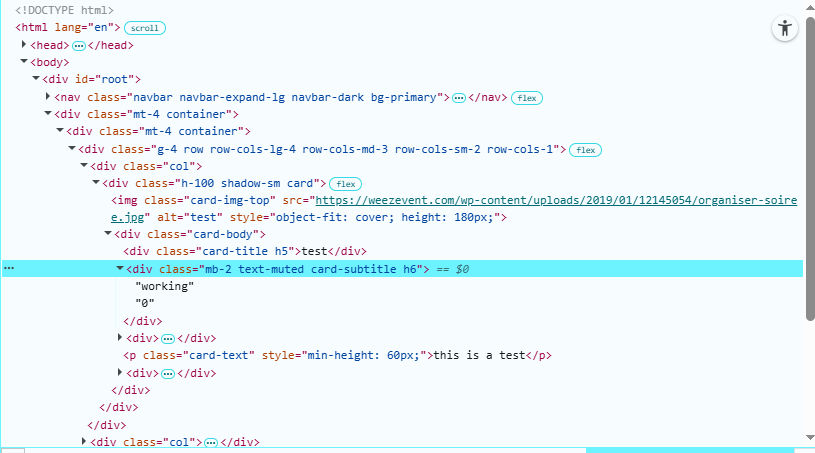 <!DOCTYPE html>
<html lang="en"> scroll
<head> ⋯ </head>
<body>
<div id="root">
<nav class="navbar navbar-expand-lg navbar-dark bg-primary"> ⋯ </nav> flex
<div class="mt-4 container">
<div class="mt-4 container">
<div class="g-4 row row-cols-lg-4 row-cols-md-3 row-cols-sm-2 row-cols-1"> flex
<div class="col">
<div class="h-100 shadow-sm card"> flex
<img class="card-img-top" src="https://weezevent.com/wp-content/uploads/2019/01/12145054/organiser-soire
e.jpg" alt="test" style="object-fit: cover; height: 180px;">
<div class="card-body">
<div class="card-title h5">test</div>
⋯ <div class="mb-2 text-muted card-subtitle h6"> == $0
"working"
"0"
</div>
<div> ⋯ </div>
<p class="card-text" style="min-height: 60px;">this is a test</p>
<div> ⋯ </div>
</div>
</div>
</div>
<div class="col"> ⋯ </div>